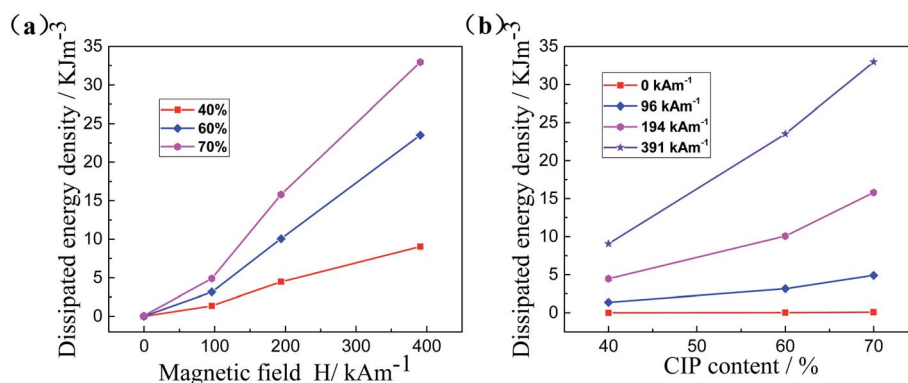 (a)
Dissipated energy density / KJm-3
35
30
25
20
15
10
5
0
40%
60%
70%
0 100 200 300 400
Magnetic field H/ kAm-1
(b)
Dissipated energy density / KJm-3
35
30
25
20
15
10
5
0
0 kAm-1
96 kAm-1
194 kAm-1
391 kAm-1
40 50 60 70
CIP content / %